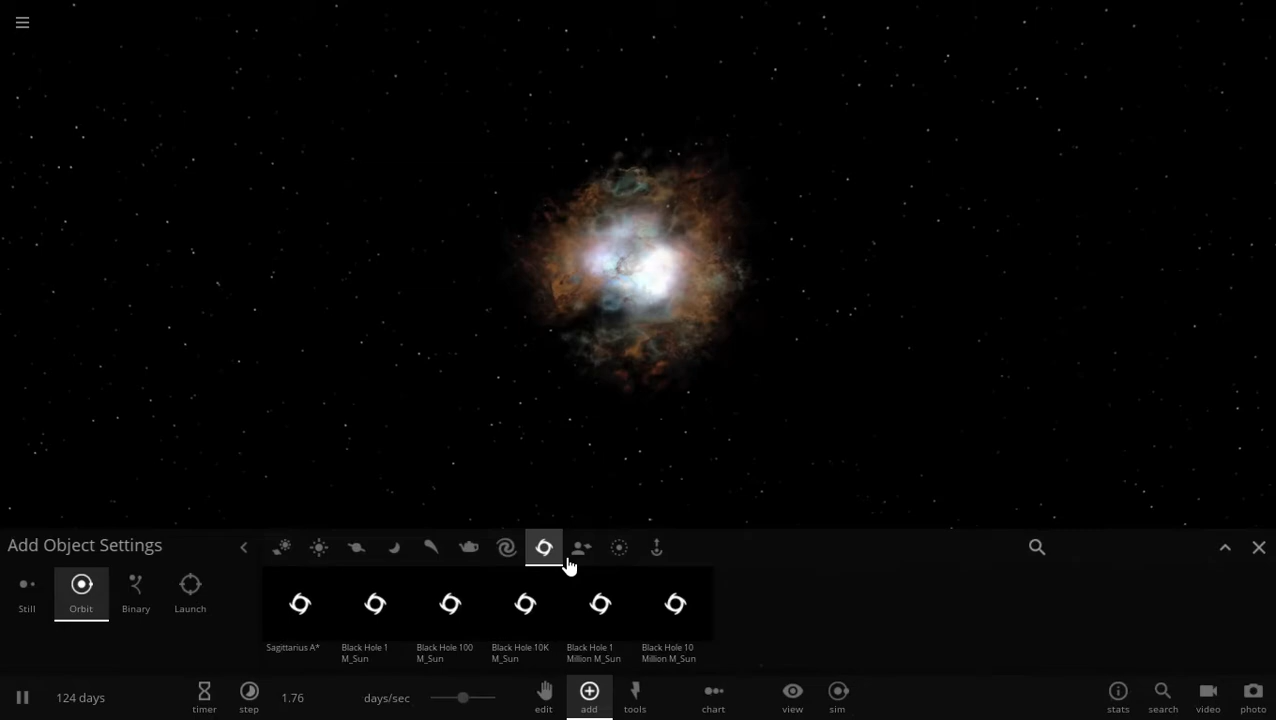 Add Object Settings
Still
Orbit
Binary
Launch
Sagittarius A*
Black Hole 1
M_Sun
Black Hole 100
M_Sun
Black Hole 10K
M_Sun
Black Hole 1
Million M_Sun
Black Hole 10
Million M_Sun
124 days
timer
step
1.76
days/sec
edit
add
tools
chart
view
sim
stats
search
video
photo